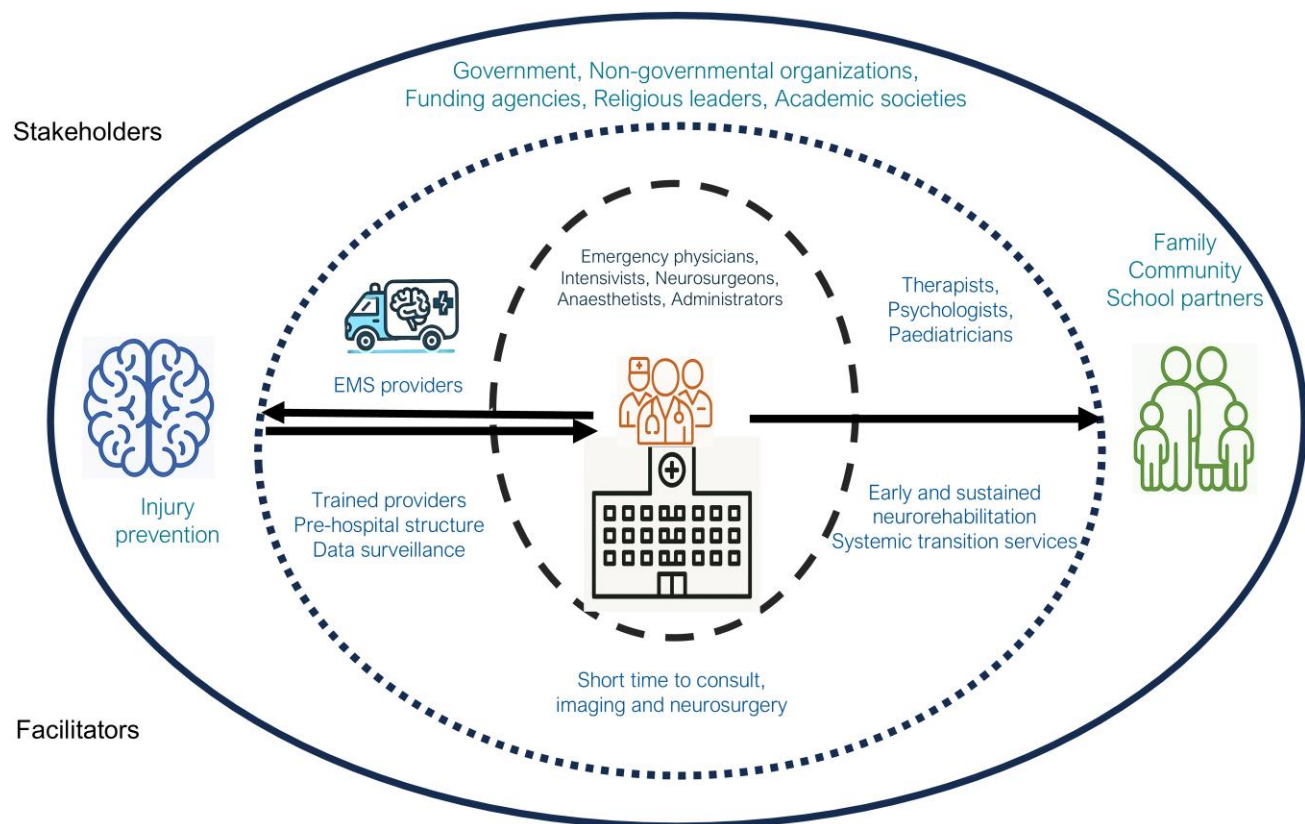 Government, Non-governmental organizations,
Funding agencies, Religious leaders, Academic societies
Stakeholders
Emergency physicians,
Intensivists, Neurosurgeons,
Anaesthetists, Administrators
Family
Community
School partners
Therapists,
Psychologists,
Paediatricians
EMS providers
Injury
prevention
Trained providers
Pre-hospital structure
Data surveillance
Early and sustained
neurorehabilitation
Systemic transition services
Short time to consult,
imaging and neurosurgery
Facilitators